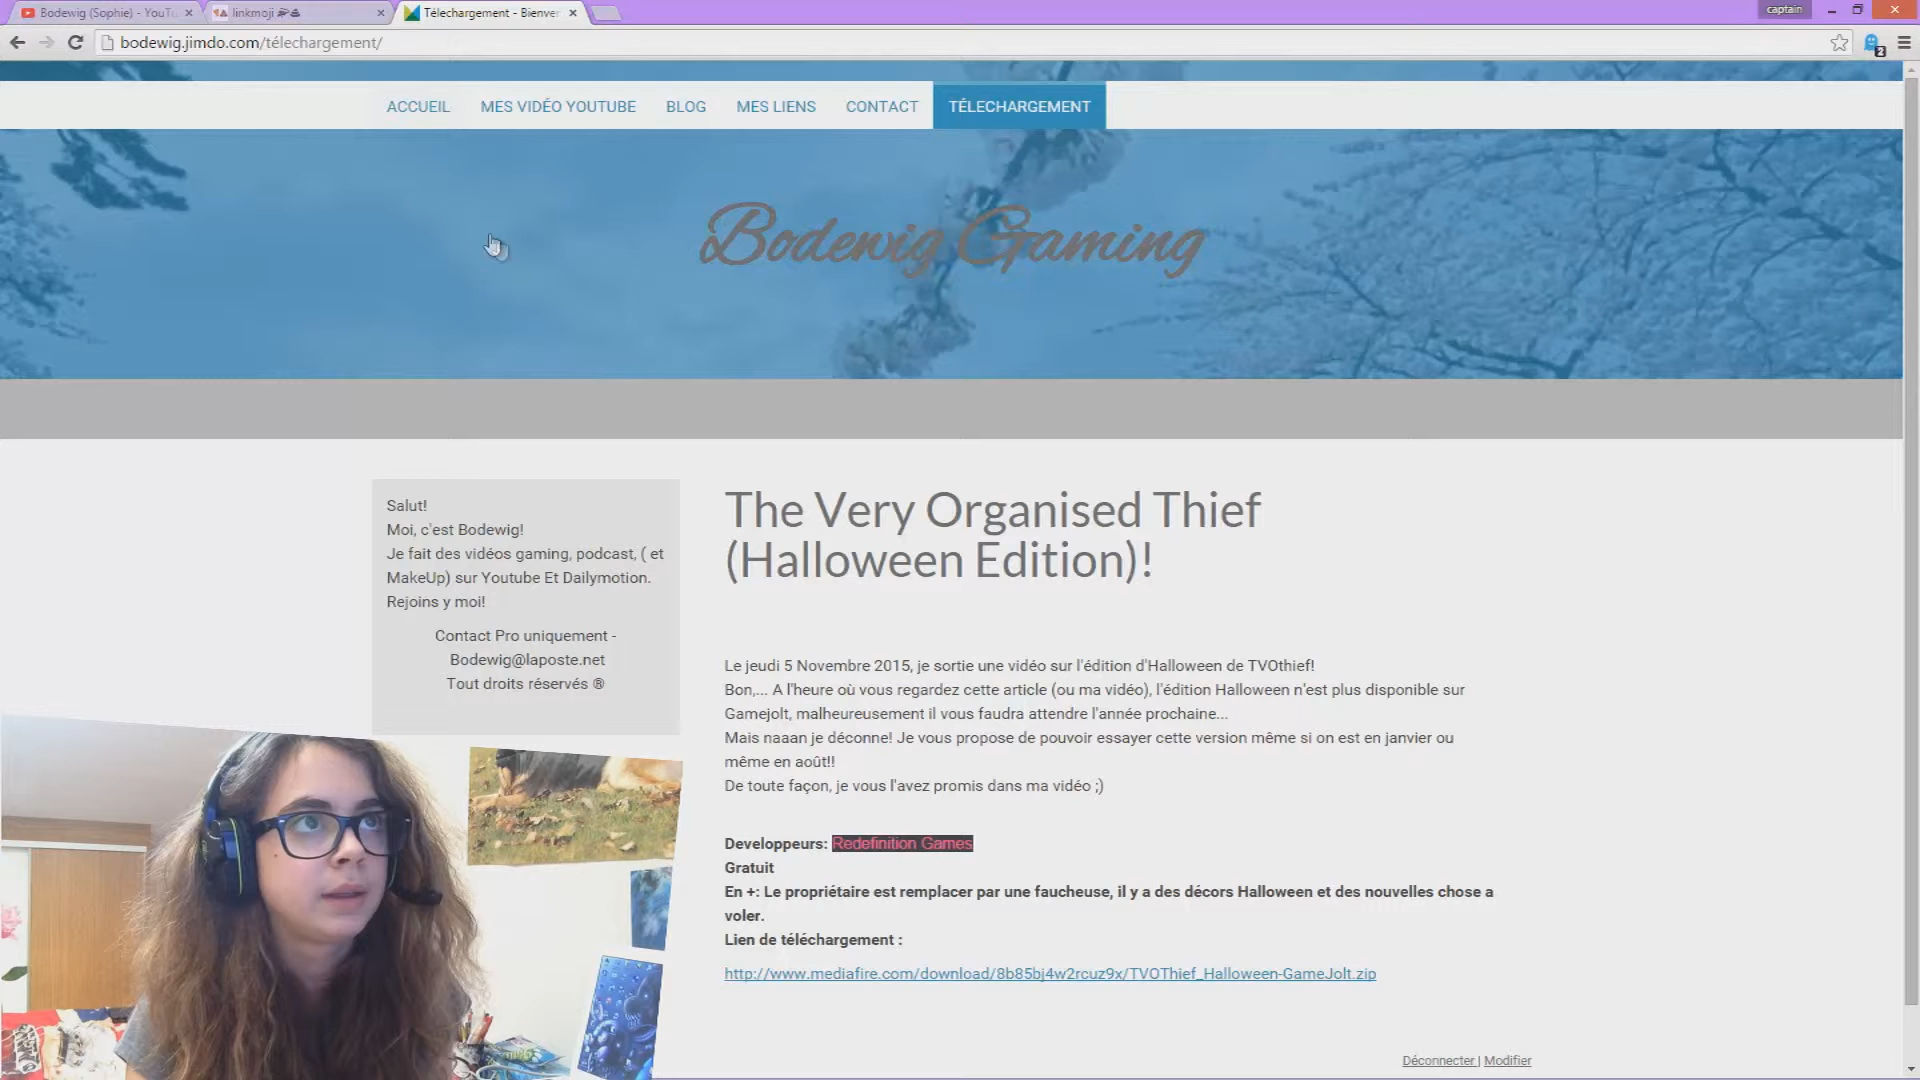 Bodewig (Sophie) - YouTu
linkmoji
Télechargement - Bienver
captain
bodewig.jimdo.com/télechargement/
2
ACCUEIL MES VIDÉO YOUTUBE BLOG MES LIENS CONTACT TÉLECHARGEMENT
Bodewig Gaming
Salut!
Moi, c'est Bodewig!
Je fait des vidéos gaming, podcast, ( et
MakeUp) sur Youtube Et Dailymotion.
Rejoins y moi!
Contact Pro uniquement -
Bodewig@laposte.net
Tout droits réservés ®
The Very Organised Thief
(Halloween Edition)!
Le jeudi 5 Novembre 2015, je sortie une vidéo sur l'édition d'Halloween de TVOthief!
Bon,... A l'heure où vous regardez cette article (ou ma vidéo), l'édition Halloween n'est plus disponible sur
Gamejolt, malheureusement il vous faudra attendre l'année prochaine...
Mais naaan je déconne! Je vous propose de pouvoir essayer cette version même si on est en janvier ou
même en août!!
De toute façon, je vous l'avez promis dans ma vidéo ;)
Developpeurs: Redefinition Games
Gratuit
En +: Le propriétaire est remplacer par une faucheuse, il y a des décors Halloween et des nouvelles chose a
voler.
Lien de téléchargement :
http://www.mediafire.com/download/8b85bj4w2rcuz9x/TVOThief_Halloween-GameJolt.zip
Déconnecter | Modifier